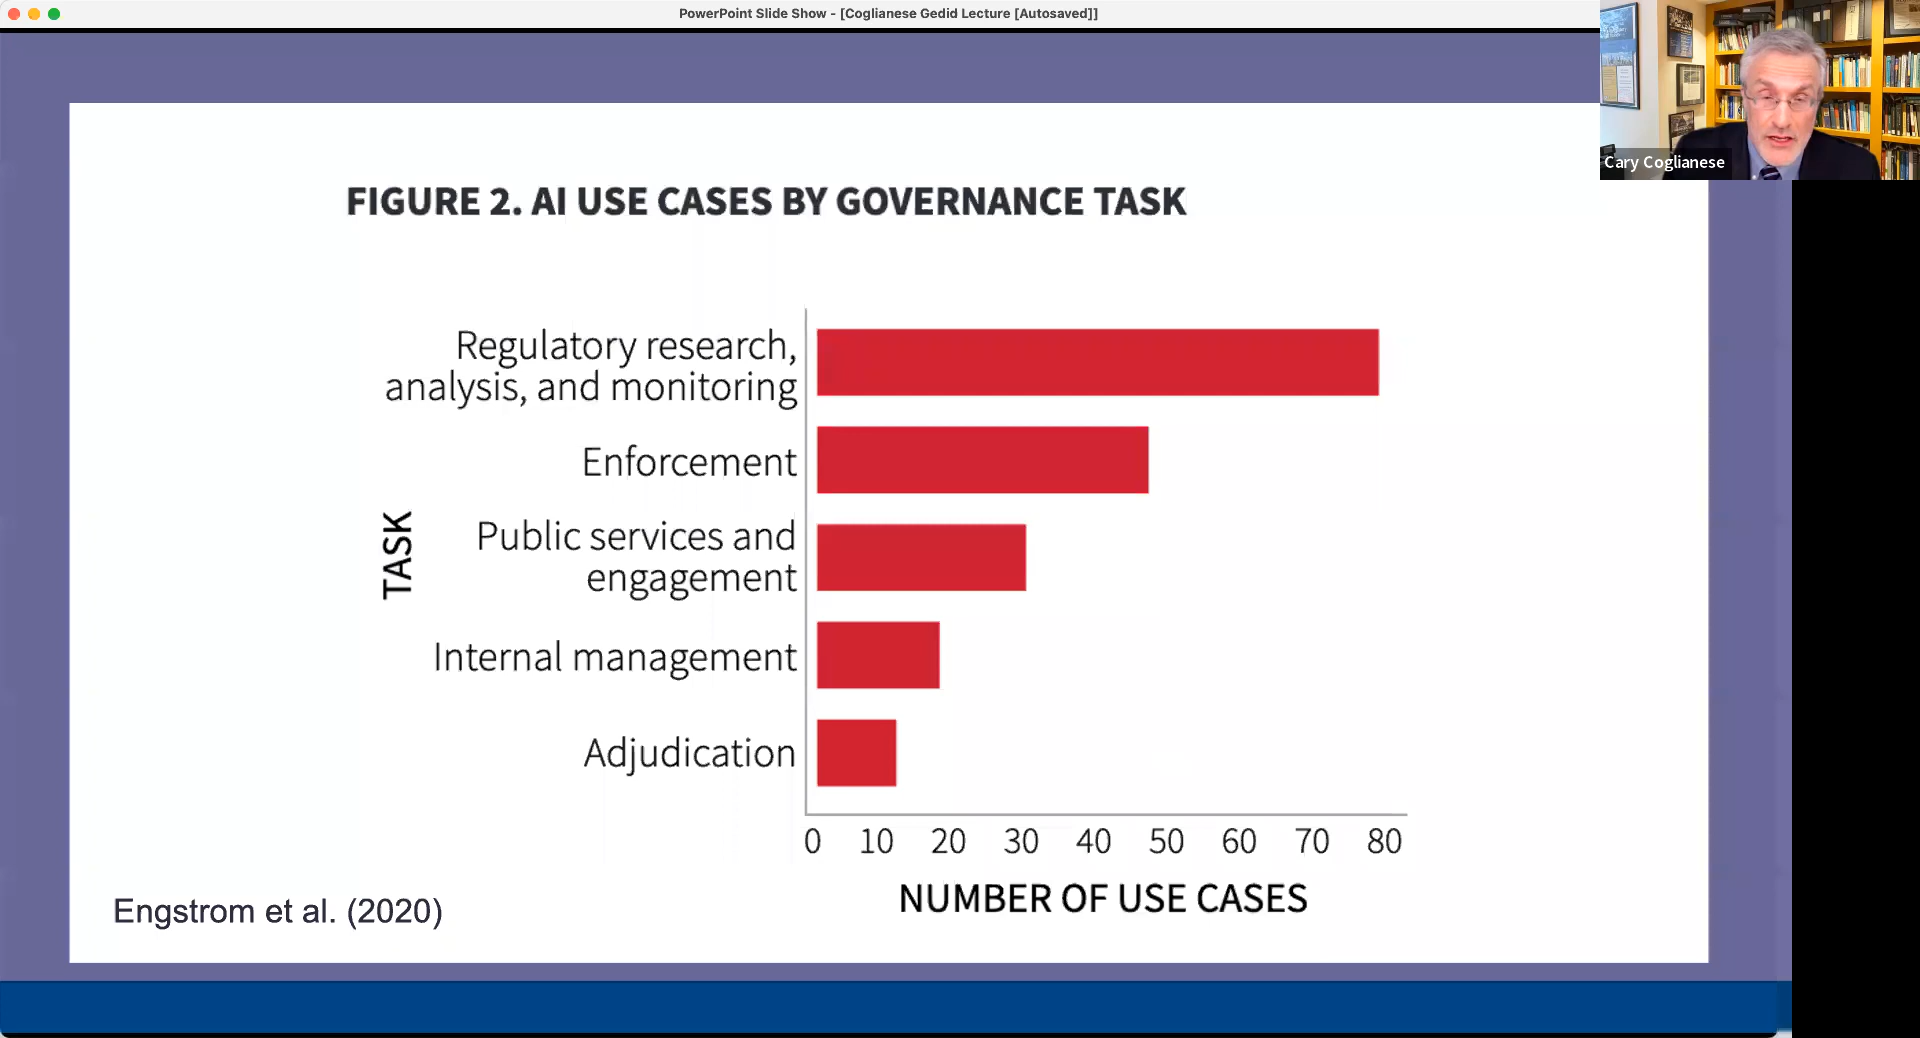 PowerPoint Slide Show - [Coglianese Gedid Lecture [Autosaved]]
Cary Coglianese
FIGURE 2. AI USE CASES BY GOVERNANCE TASK
TASK
Regulatory research,
analysis, and monitoring
Enforcement
Public services and
engagement
Internal management
Adjudication
0 10 20 30 40 50 60 70 80
NUMBER OF USE CASES
Engstrom et al. (2020)